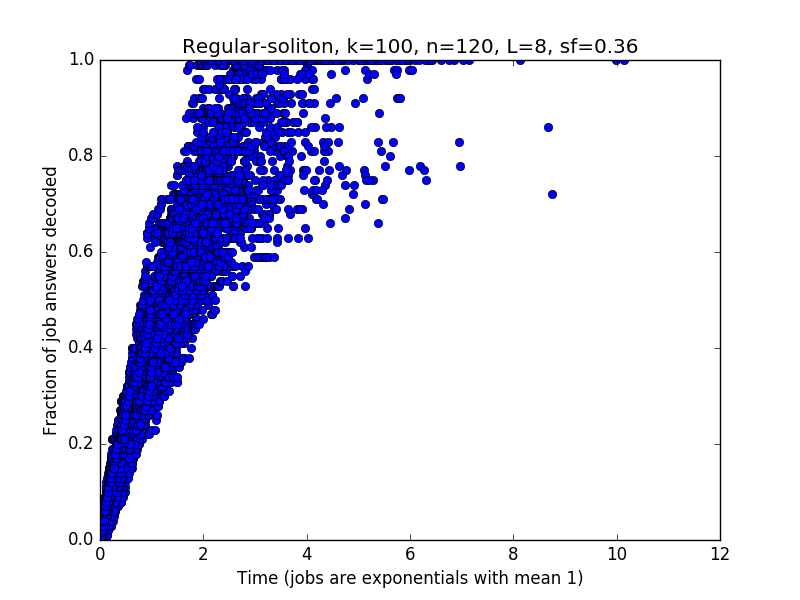 Regular-soliton, k=100, n=120, L=8, sf=0.36
1.0
0.8
0.6
0.4
0.2
0.0
Fraction of job answers decoded
0 2 4 6 8 10 12
Time (jobs are exponentials with mean 1)